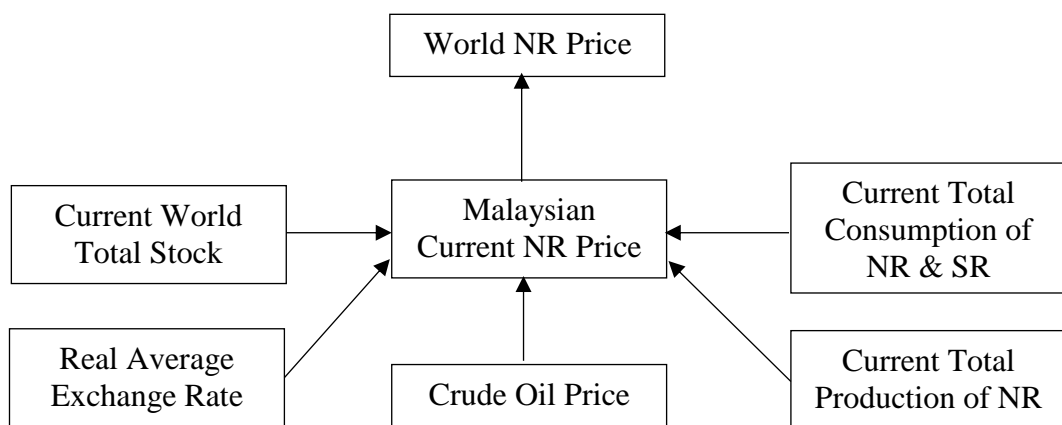 World NR Price
Current World
Total Stock
Malaysian
Current NR Price
Current Total
Consumption of
NR & SR
Real Average
Exchange Rate
Crude Oil Price
Current Total
Production of NR